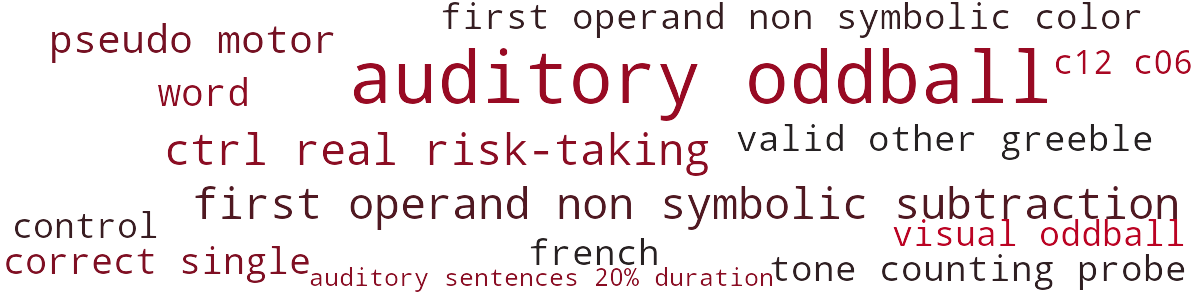 first operand non symbolic color
pseudo motor
auditory oddball
c12 c06
word
ctrl real risk-taking
valid other greeble
first operand non symbolic subtraction
control
visual oddball
french
correct single
auditory sentences 20% duration
tone counting probe